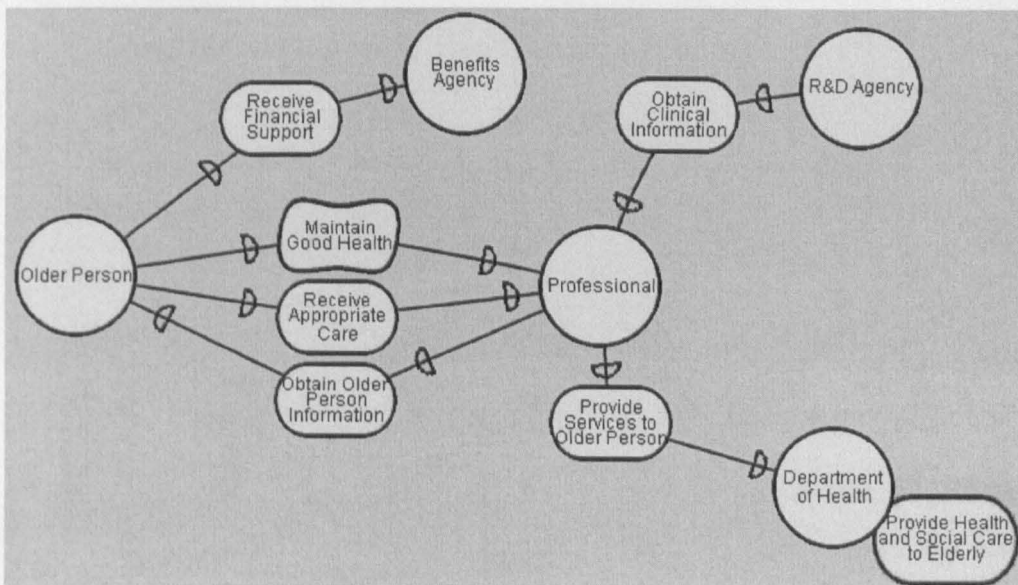 Benefits
Agency
R&D Agency
Receive
Financial
Support
Obtain
Clinical
Information
Maintain
Good Health
Older Person
Professional
Receive
Appropriate
Care
Obtain Older
Person
Information
Provide
Services to
Older Person
Department
of Health
Provide Health
and Social Care
to Elderly